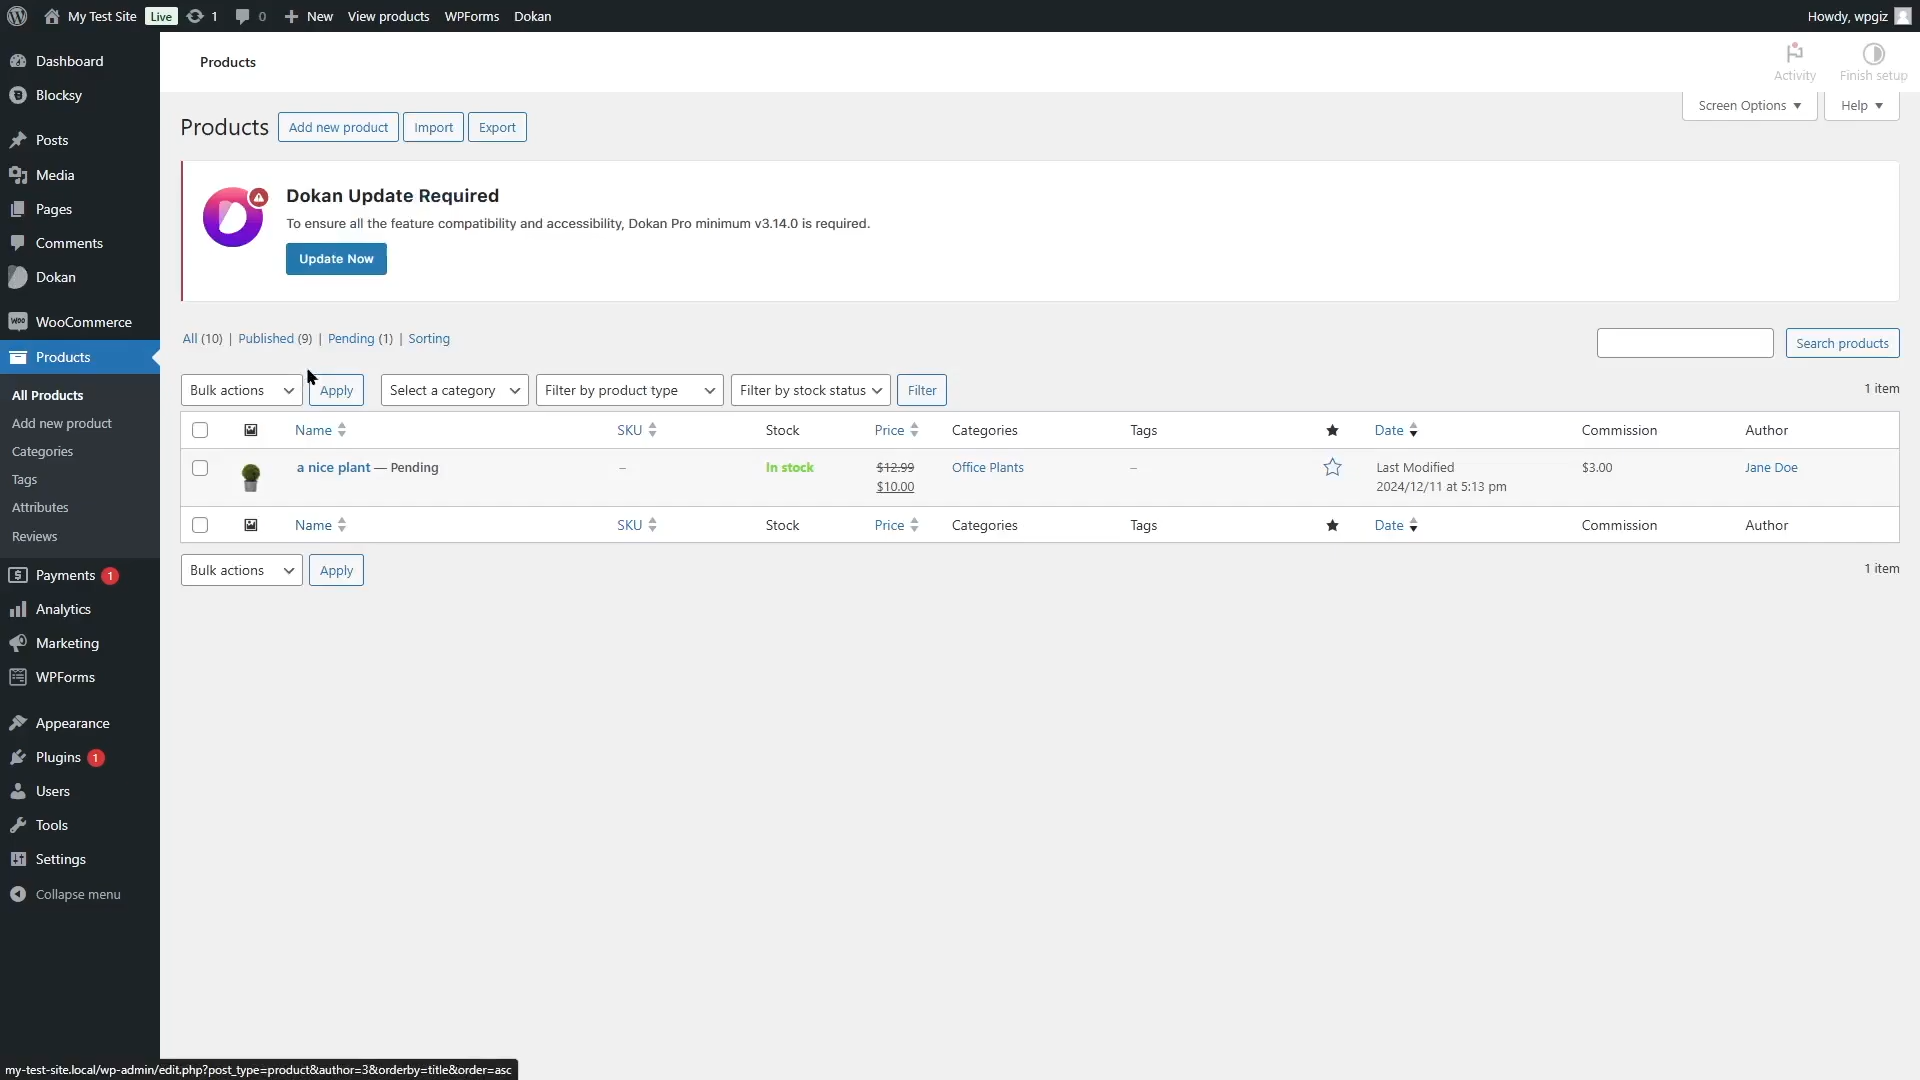 My Test Site Live 1 0 New View products WPForms Dokan Howdy, wpgiz
Dashboard
Blocksy
Posts
Media
Pages
Comments
Dokan
WooCommerce
Products
All Products
Add new product
Categories
Tags
Attributes
Reviews
Payments 1
Analytics
Marketing
WPForms
Appearance
Plugins 1
Users
Tools
Settings
Collapse menu
Products
Activity
Finish setup
Screen Options
Help
Products Add new product Import Export
Dokan Update Required
To ensure all the feature compatibility and accessibility, Dokan Pro minimum v3.14.0 is required.
Update Now
All (10) | Published (9) | Pending (1) | Sorting
Search products
Bulk actions Apply Select a category Filter by product type Filter by stock status Filter 1 item
Name SKU Stock Price Categories Tags Date Commission Author
a nice plant — Pending – In stock $12.99 Office Plants – Last Modified $3.00 Jane Doe
$10.00 2024/12/11 at 5:13 pm
Name SKU Stock Price Categories Tags Date Commission Author
Bulk actions Apply 1 item
my-test-site.local/wp-admin/edit.php?post_type=product&author=3&orderby=title&order=asc